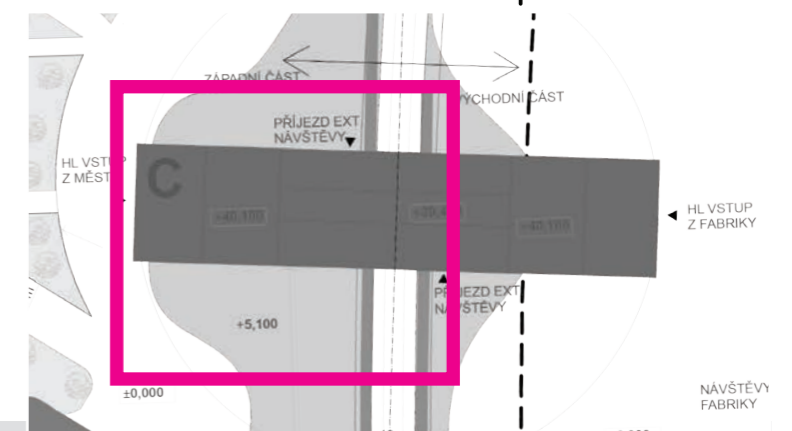 ZÁPADNÍ ČÁST
VÝCHODNÍ ČÁST
PŘÍJEZD EXT
NÁVŠTĚVY
HL VSTUP
Z MĚST
C
+40,100
+40,100
HL VSTUP
Z FABRIKY
PŘÍJEZD EXT
NÁVŠTĚVY
+5,100
±0,000
NÁVŠTĚVY
FABRIKY